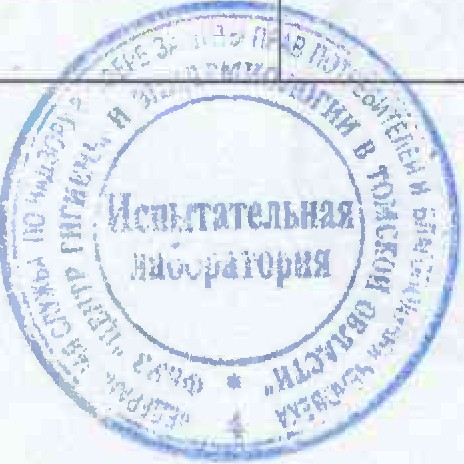 ФЕДЕРАЛЬНАЯ СЛУЖБА ПО НАДЗОРУ В СФЕРЕ ЗАЩИТЫ ПРАВ ПОТРЕБИТЕЛЕЙ И БЛАГОПОЛУЧИЯ ЧЕЛОВЕКА
ФБУЗ "ЦЕНТР ГИГИЕНЫ И ЭПИДЕМИОЛОГИИ В ТОМСКОЙ ОБЛАСТИ" *
Испытательная
лаборатория